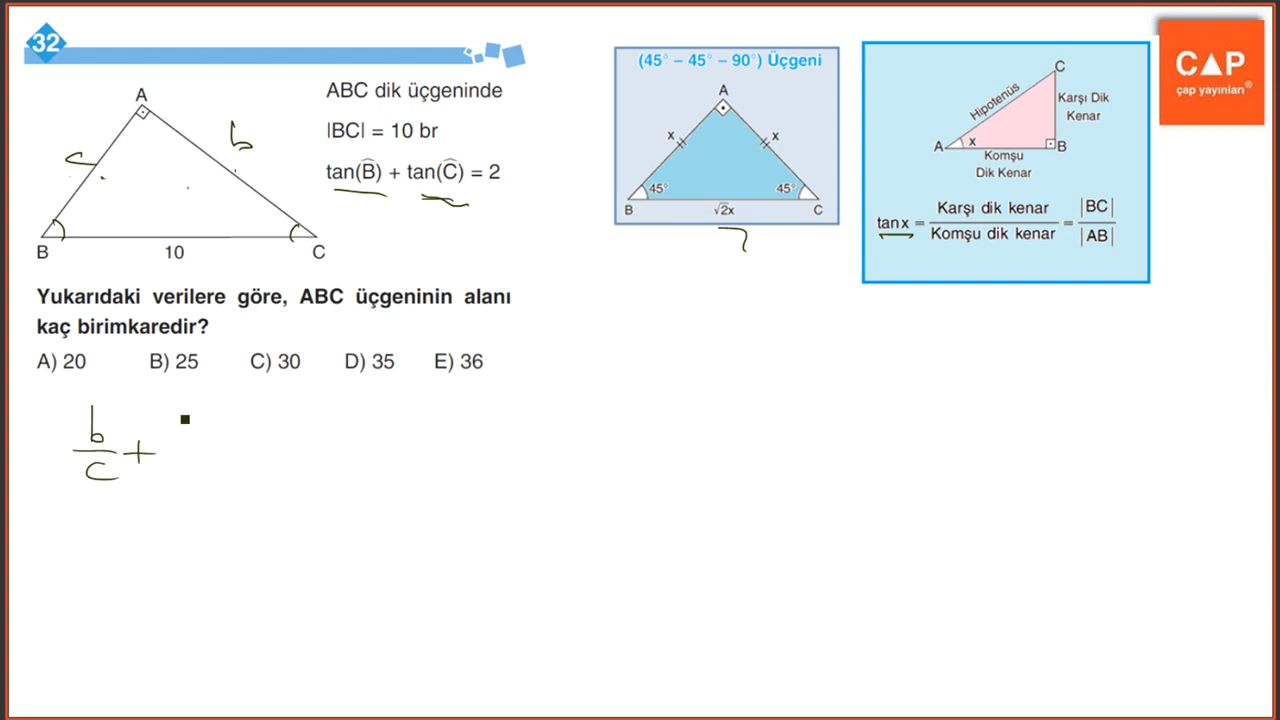 32
A
c
b
B
10
C
ABC dik üçgeninde
|BC| = 10 br
tan(B̂) + tan(Ĉ) = 2
Yukarıdaki verilere göre, ABC üçgeninin alanı
kaç birimkaredir?
A) 20 B) 25 C) 30 D) 35 E) 36
b
c
+
(45° – 45° – 90°) Üçgeni
A
x
x
45°
45°
B
√2x
C
C
Hipotenüs
Karşı Dik
Kenar
A
x
B
Komşu
Dik Kenar
tanx = Karşı dik kenar / Komşu dik kenar = |BC| / |AB|
ÇAP
çap yayınları®